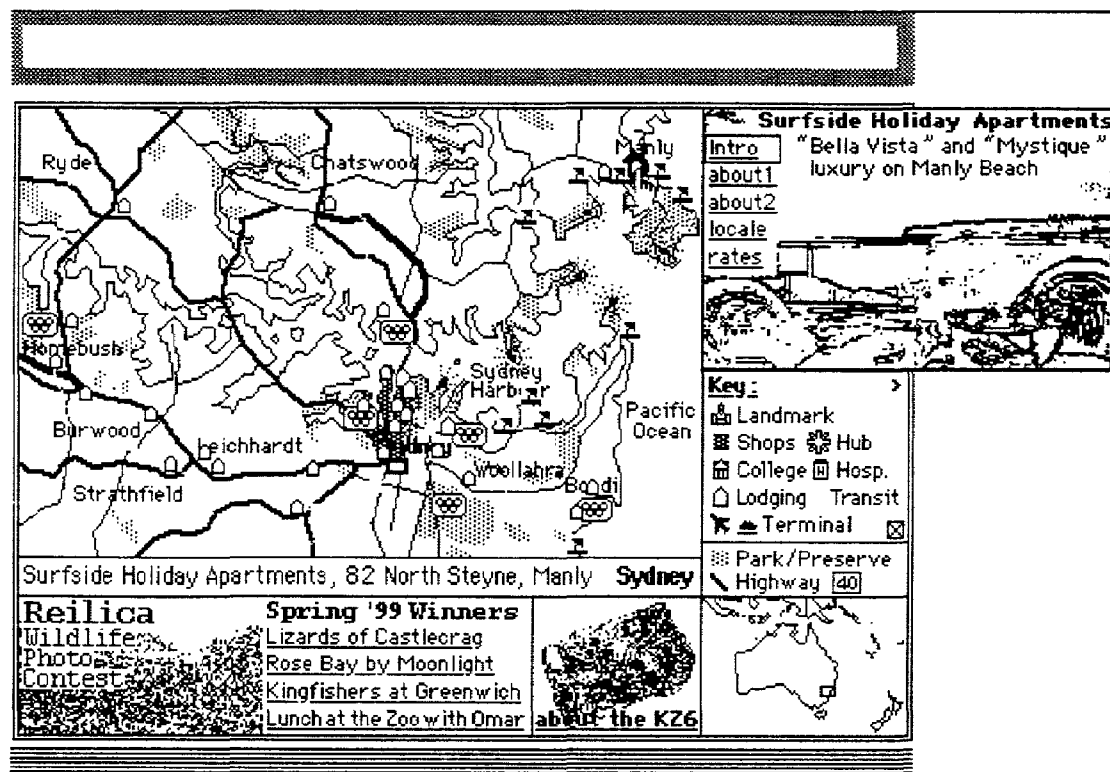 Surfside Holiday Apartments
Intro
"Bella Vista" and "Mystique"
luxury on Manly Beach
about1
about2
locale
rates
Manly
Ryde
Chatswood
Homebush
Sydney
Harbor
Pacific
Ocean
Burwood
Leichhardt
Woollahra
Strathfield
Key:
>
Landmark
Shops Hub
College H Hosp.
Lodging Transit
Terminal
Park/Preserve
Highway 40
Surfside Holiday Apartments, 82 North Steyne, Manly Sydney
Reilica
Wildlife
Photo
Contest
Spring '99 Winners
Lizards of Castlecrag
Rose Bay by Moonlight
Kingfishers at Greenwich
Lunch at the Zoo with Omar
about the KZ6